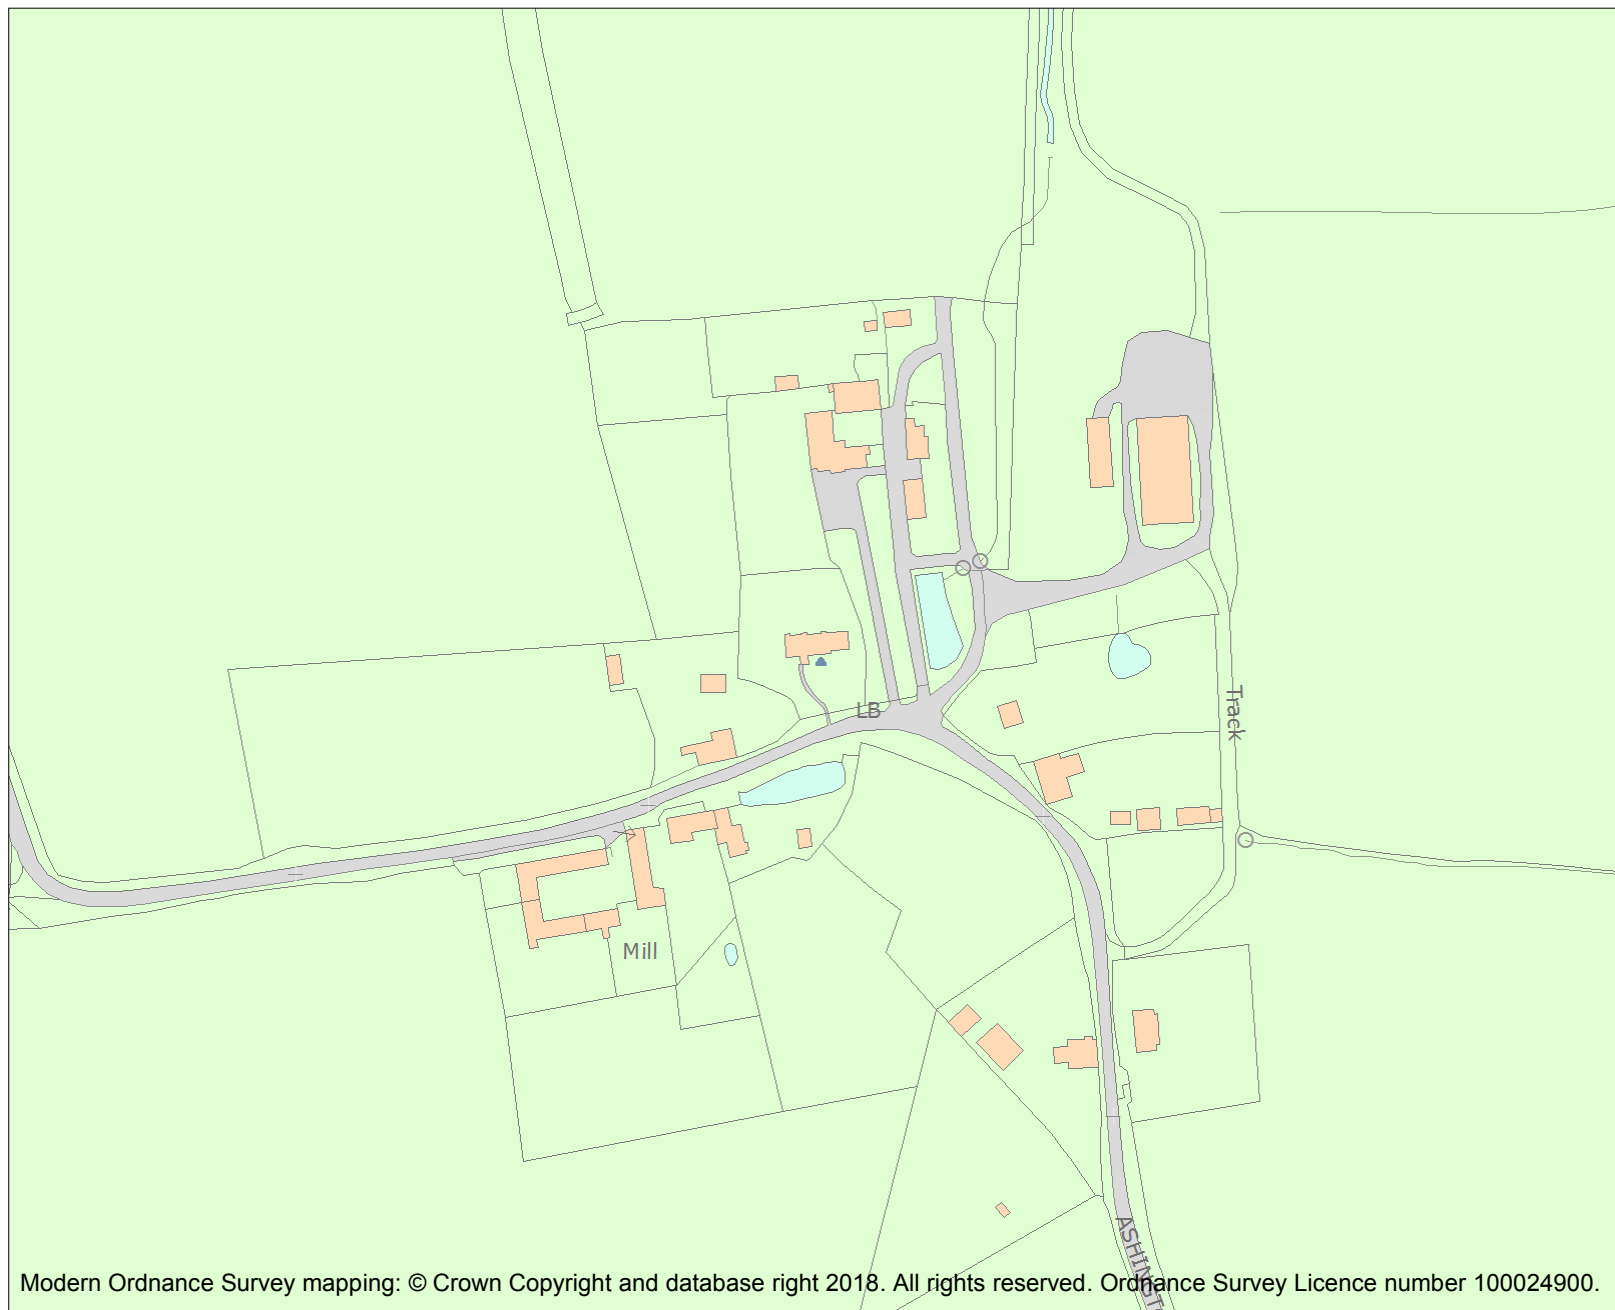 Track
LB
Mill
ASHINGT
Modern Ordnance Survey mapping: © Crown Copyright and database right 2018. All rights reserved. Ordnance Survey Licence number 100024900.